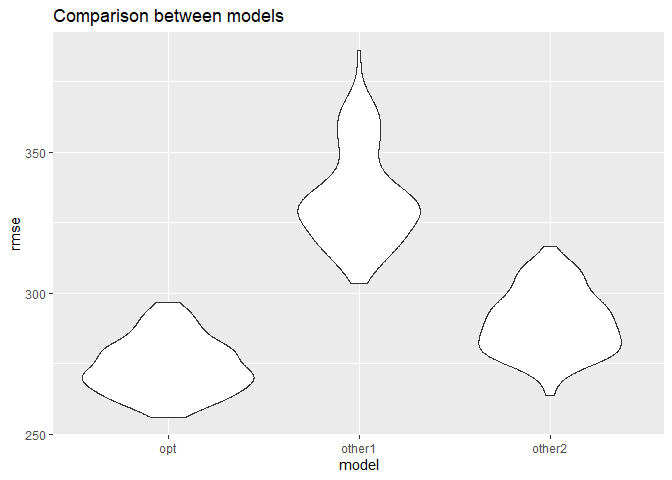 Comparison between models
rmse
350
300
250
opt other1 other2
model